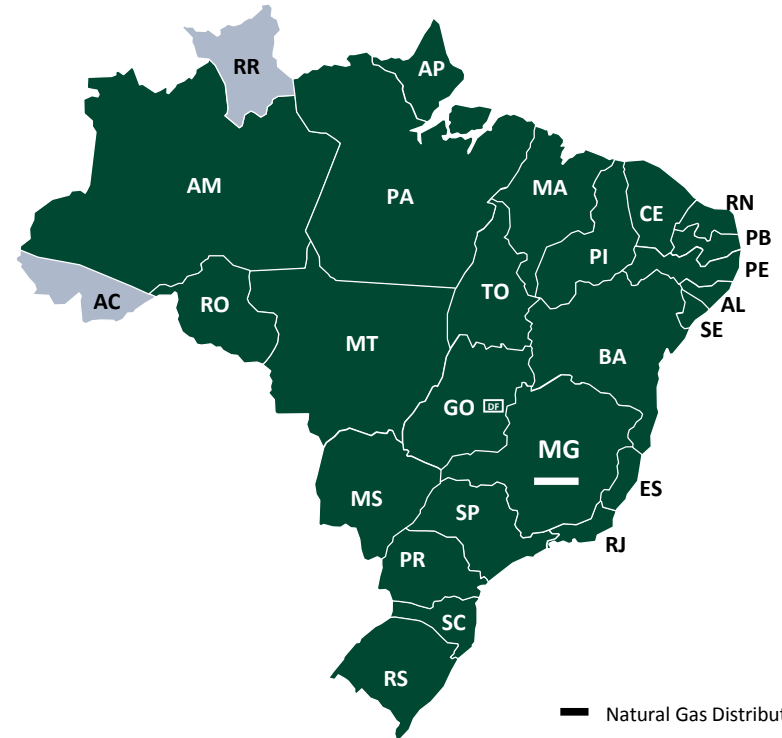 RR
AP
AM
PA
MA
CE
RN
PB
PE
AL
SE
PI
TO
AC
RO
MT
BA
GO
DF
MG
ES
MS
SP
RJ
PR
SC
RS
Natural Gas Distribut